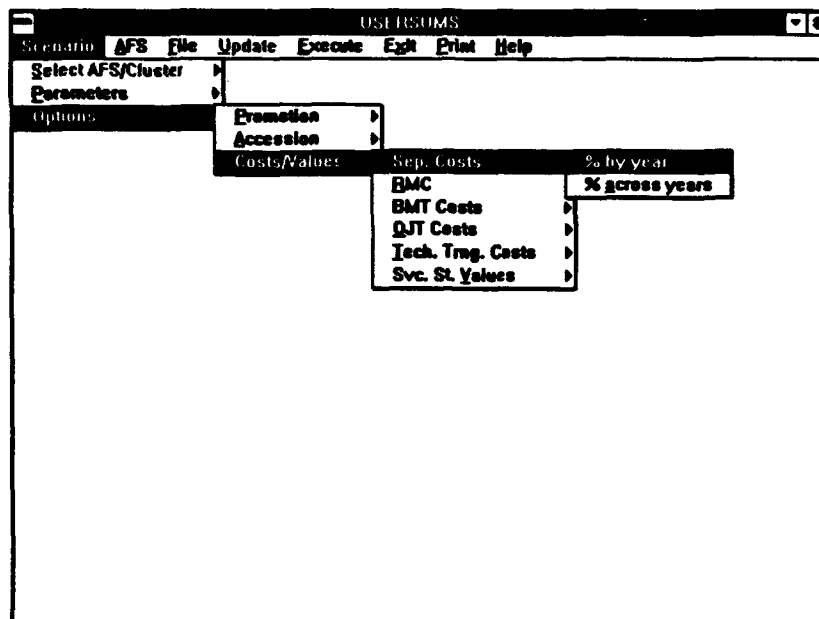 USERSUMS
Scenario AFS File Update Execute Exit Print Help
Select AFS/Cluster
Parameters
Options
Promotion
Accession
Costs/Values
Sep. Costs
RMC
BMT Costs
OJT Costs
Tech. Trng. Costs
Svc. St. Values
% by year
% across years